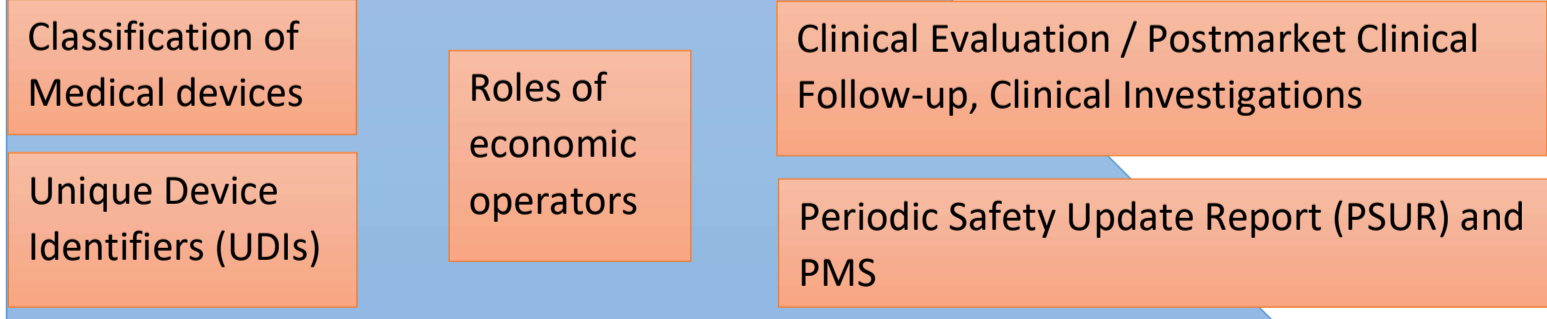 Classification of
Medical devices
Unique Device
Identifiers (UDIs)
Roles of
economic
operators
Clinical Evaluation / Postmarket Clinical
Follow-up, Clinical Investigations
Periodic Safety Update Report (PSUR) and
PMS